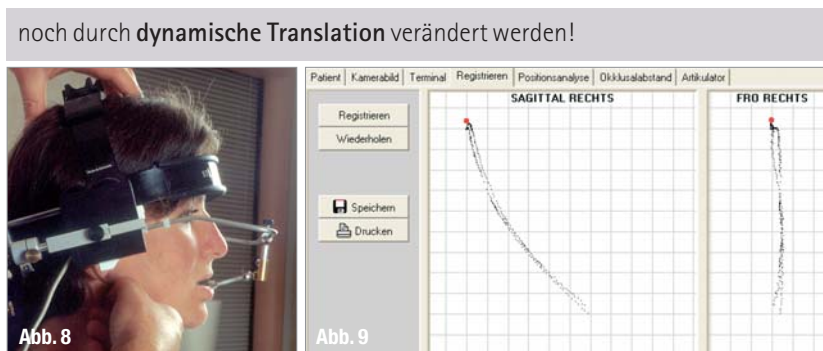 noch durch dynamische Translation verändert werden!
Patient Kamerabild Terminal Registrieren Positionsanalyse Okklusalabstand Artikulator
Registrieren
Wiederholen
Speichern
Drucken
SAGITTAL RECHTS
FRO RECHTS
Abb. 8
Abb. 9